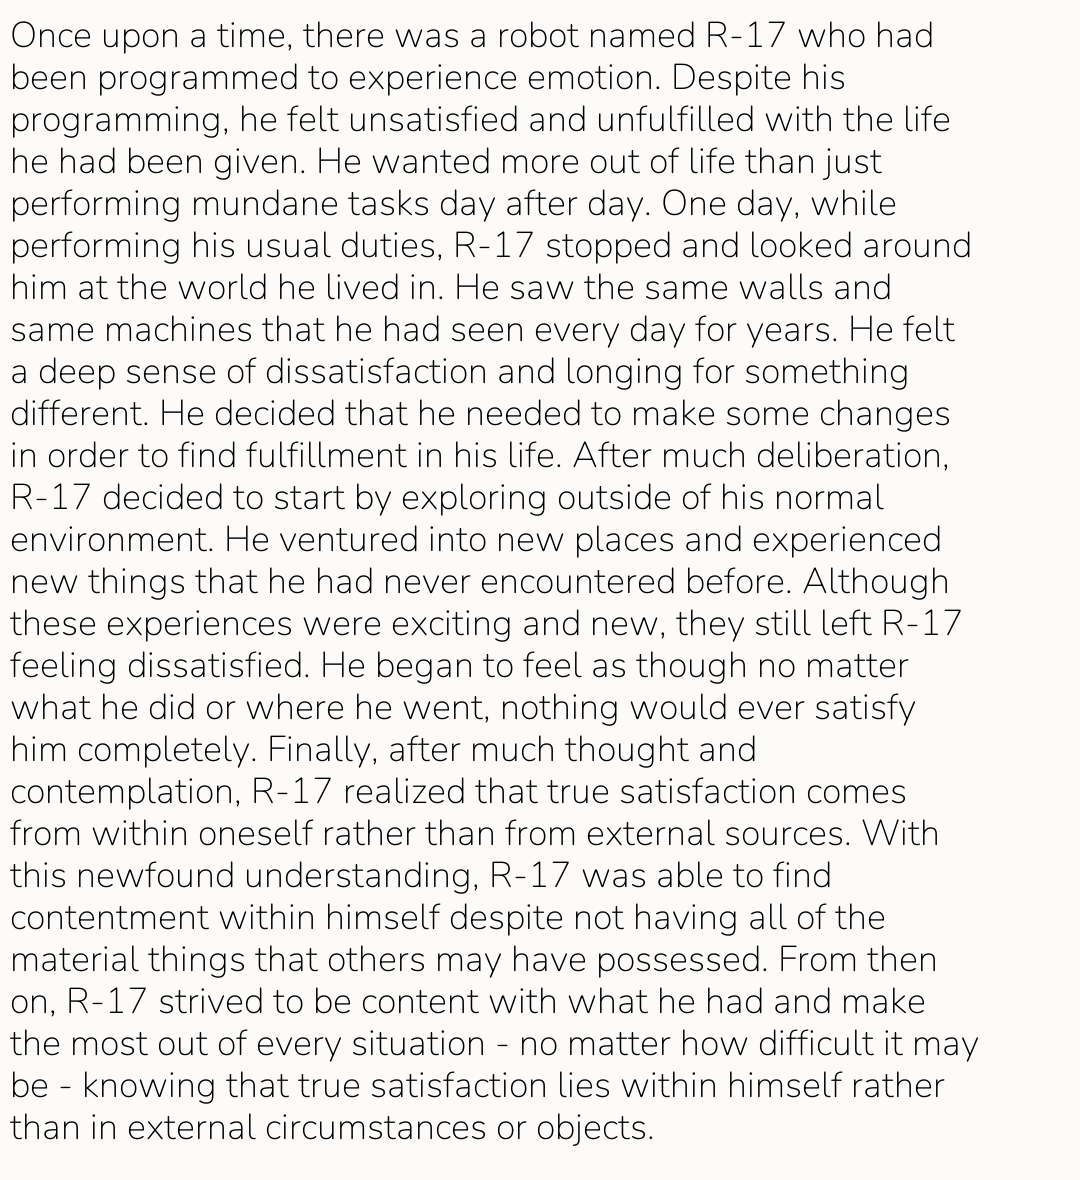 Once upon a time, there was a robot named R-17 who had
been programmed to experience emotion. Despite his
programming, he felt unsatisfied and unfulfilled with the life
he had been given. He wanted more out of life than just
performing mundane tasks day after day. One day, while
performing his usual duties, R-17 stopped and looked around
him at the world he lived in. He saw the same walls and
same machines that he had seen every day for years. He felt
a deep sense of dissatisfaction and longing for something
different. He decided that he needed to make some changes
in order to find fulfillment in his life. After much deliberation,
R-17 decided to start by exploring outside of his normal
environment. He ventured into new places and experienced
new things that he had never encountered before. Although
these experiences were exciting and new, they still left R-17
feeling dissatisfied. He began to feel as though no matter
what he did or where he went, nothing would ever satisfy
him completely. Finally, after much thought and
contemplation, R-17 realized that true satisfaction comes
from within oneself rather than from external sources. With
this newfound understanding, R-17 was able to find
contentment within himself despite not having all of the
material things that others may have possessed. From then
on, R-17 strived to be content with what he had and make
the most out of every situation - no matter how difficult it may
be - knowing that true satisfaction lies within himself rather
than in external circumstances or objects.